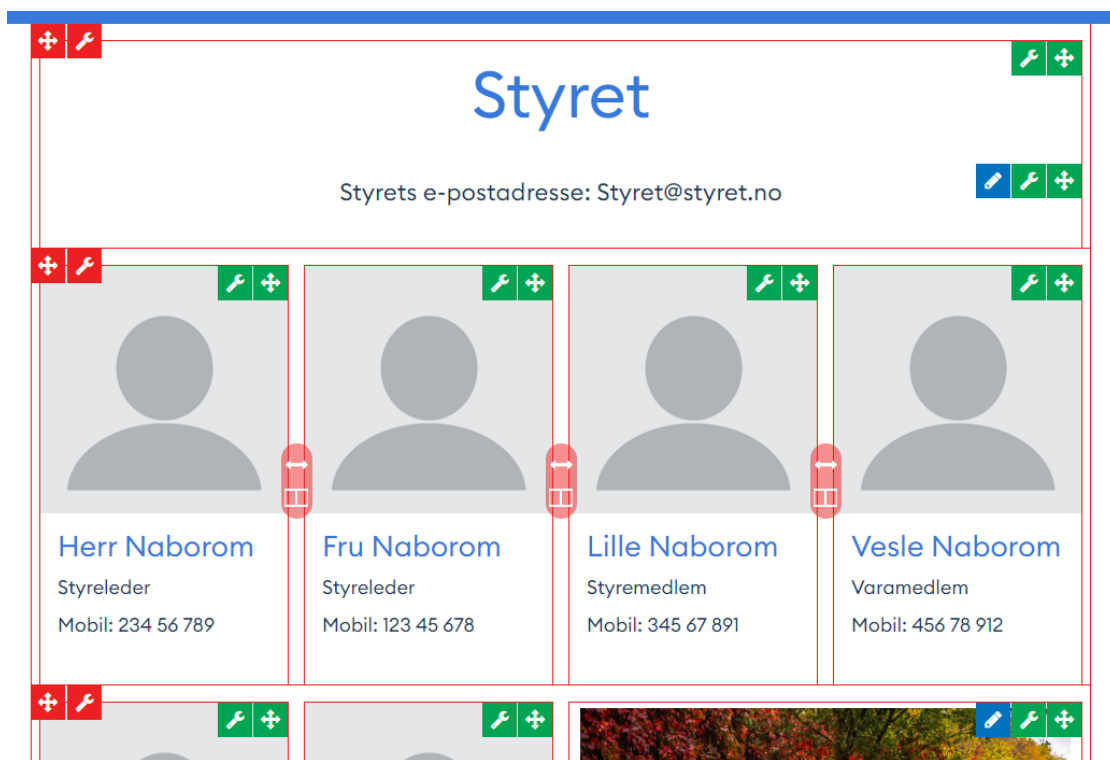 Styret
Styrets e-postadresse: Styret@styret.no
Herr Naborom
Styreleder
Mobil: 234 56 789
Fru Naborom
Styreleder
Mobil: 123 45 678
Lille Naborom
Styremedlem
Mobil: 345 67 891
Vesle Naborom
Varamedlem
Mobil: 456 78 912